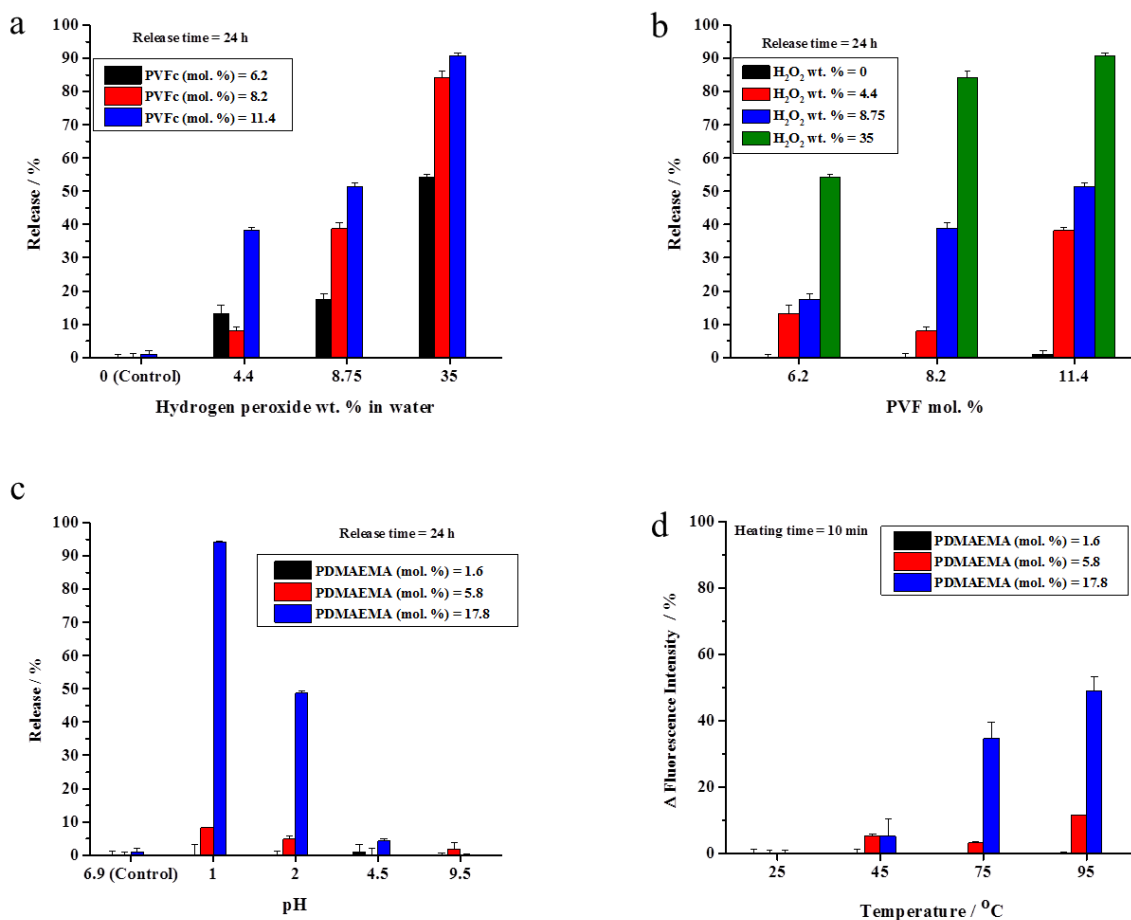 a
Release time = 24 h
PVFc (mol. %) = 6.2
PVFc (mol. %) = 8.2
PVFc (mol. %) = 11.4
100
90
80
70
60
50
40
30
20
10
0
Release / %
0 (Control) 4.4 8.75 35
Hydrogen peroxide wt. % in water
b
Release time = 24 h
H₂O₂ wt. % = 0
H₂O₂ wt. % = 4.4
H₂O₂ wt. % = 8.75
H₂O₂ wt. % = 35
100
90
80
70
60
50
40
30
20
10
0
Release / %
6.2 8.2 11.4
PVF mol. %
c
Release time = 24 h
PDMAEMA (mol. %) = 1.6
PDMAEMA (mol. %) = 5.8
PDMAEMA (mol. %) = 17.8
100
90
80
70
60
50
40
30
20
10
0
Release / %
6.9 (Control) 1 2 4.5 9.5
pH
d
Heating time = 10 min
PDMAEMA (mol. %) = 1.6
PDMAEMA (mol. %) = 5.8
PDMAEMA (mol. %) = 17.8
100
80
60
40
20
0
Δ Fluorescence Intensity / %
25 45 75 95
Temperature / °C